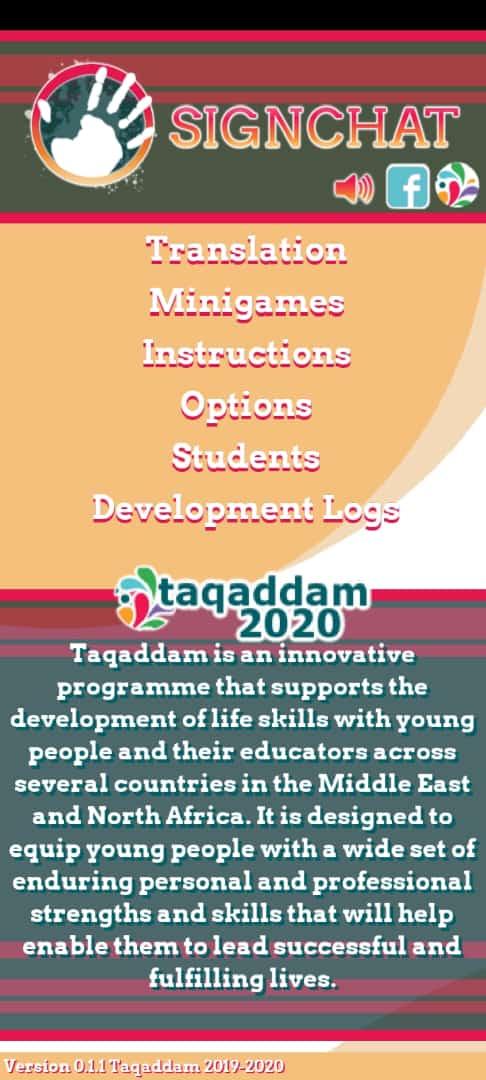 SIGNCHAT
f
Translation
Minigames
Instructions
Options
Students
Development Logs
taqaddam
2020
Taqaddam is an innovative
programme that supports the
development of life skills with young
people and their educators across
several countries in the Middle East
and North Africa. It is designed to
equip young people with a wide set of
enduring personal and professional
strengths and skills that will help
enable them to lead successful and
fulfilling lives.
Version 0.1.1 Taqaddam 2019-2020